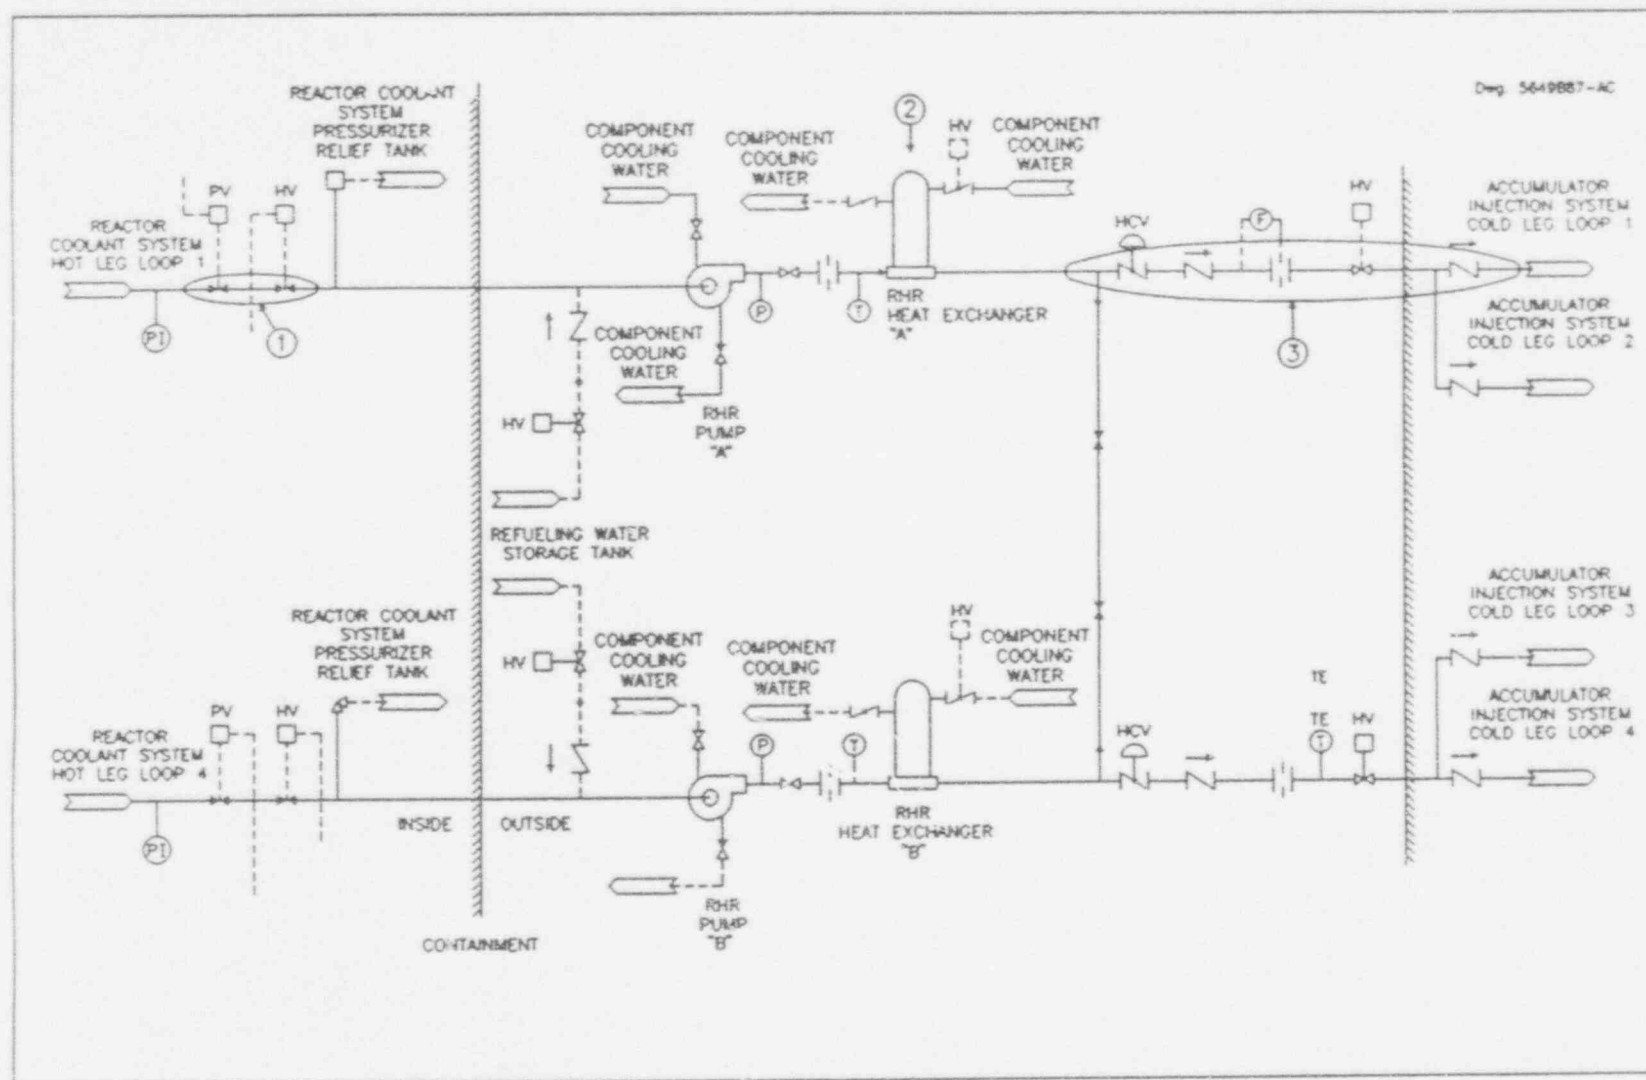 Dwg. 5649B87-AC
REACTOR COOLANT
SYSTEM
PRESSURIZER
RELIEF TANK
PV
HV
REACTOR
COOLANT SYSTEM
HOT LEG LOOP 1
PI
1
COMPONENT
COOLING
WATER
COMPONENT
COOLING
WATER
2
HV
COMPONENT
COOLING
WATER
P
T
RHR
HEAT EXCHANGER
"A"
COMPONENT
COOLING
WATER
RHR
PUMP
"A"
HV
HCV
F
HV
3
ACCUMULATOR
INJECTION SYSTEM
COLD LEG LOOP 1
ACCUMULATOR
INJECTION SYSTEM
COLD LEG LOOP 2
REFUELING WATER
STORAGE TANK
REACTOR COOLANT
SYSTEM
PRESSURIZER
RELIEF TANK
PV
HV
REACTOR
COOLANT SYSTEM
HOT LEG LOOP 4
PI
INSIDE
OUTSIDE
CONTAINMENT
HV
COMPONENT
COOLING
WATER
COMPONENT
COOLING
WATER
HV
COMPONENT
COOLING
WATER
P
T
RHR
HEAT EXCHANGER
"B"
RHR
PUMP
"B"
HCV
TE
TE
T
HV
ACCUMULATOR
INJECTION SYSTEM
COLD LEG LOOP 3
ACCUMULATOR
INJECTION SYSTEM
COLD LEG LOOP 4